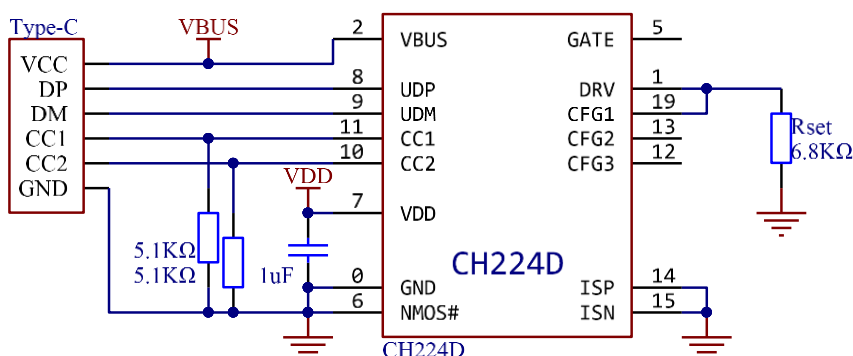 Type-C
VBUS
VCC
DP
DM
CC1
CC2
GND
5.1KΩ
5.1KΩ
VDD
1uF
2
8
9
11
10
7
0
6
VBUS
UDP
UDM
CC1
CC2
VDD
GND
NMOS#
GATE
DRV
CFG1
CFG2
CFG3
CH224D
ISP
ISN
5
1
19
13
12
14
15
Rset
6.8KΩ
CH224D